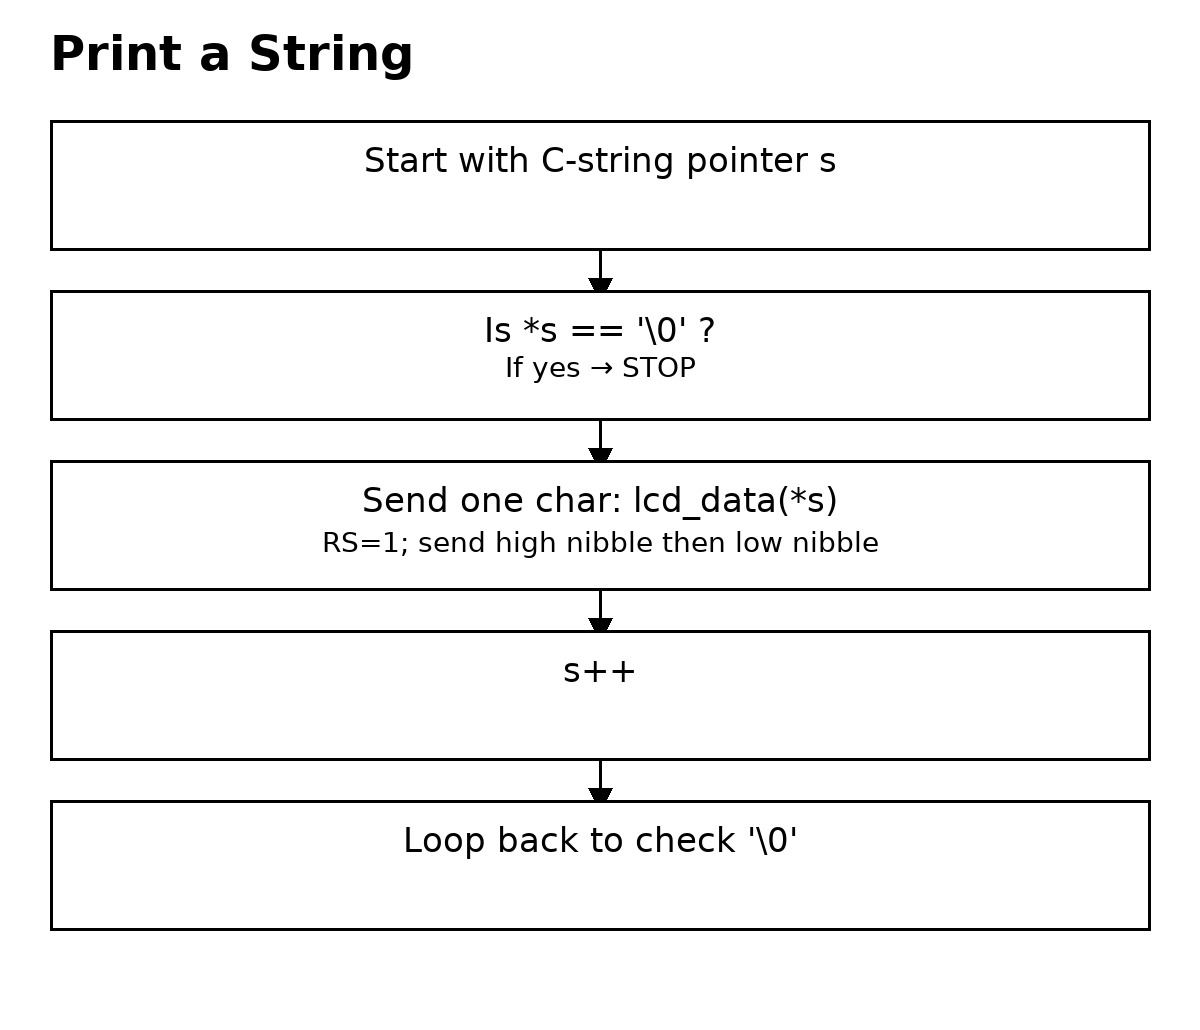 Print a String
Start with C-string pointer s
Is *s == '\0' ?
If yes → STOP
Send one char: lcd_data(*s)
RS=1; send high nibble then low nibble
s++
Loop back to check '\0'